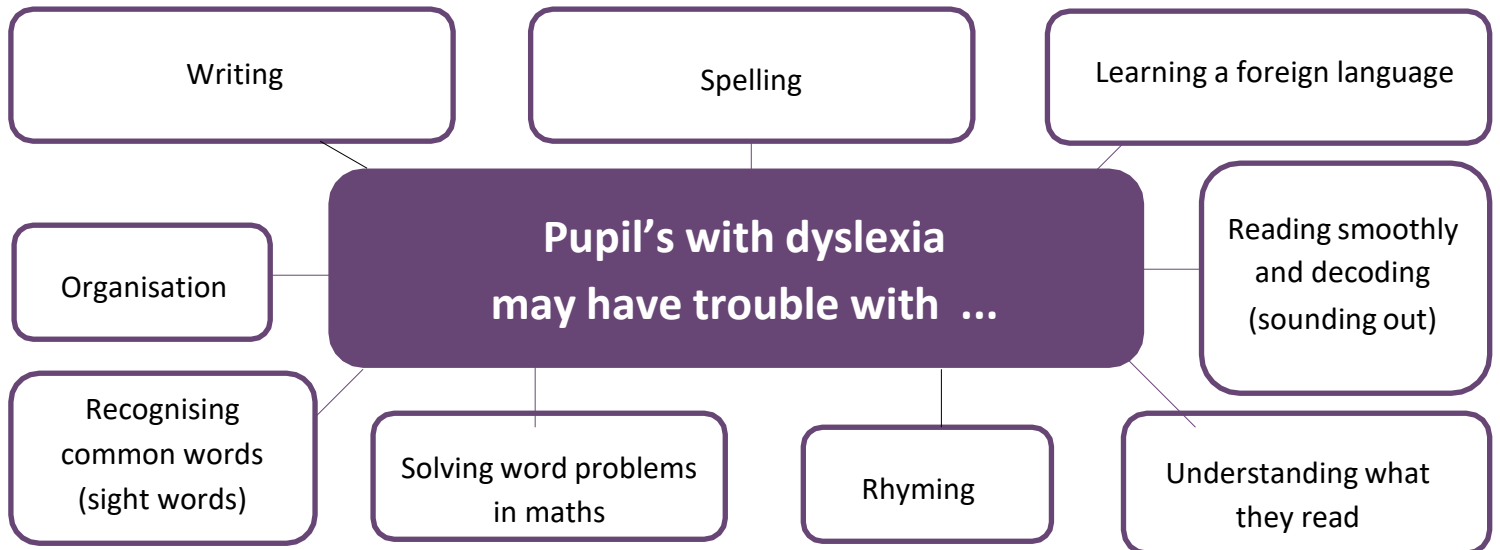 Writing
Spelling
Learning a foreign language
Pupil's with dyslexia
may have trouble with ...
Organisation
Reading smoothly
and decoding
(sounding out)
Recognising
common words
(sight words)
Solving word problems
in maths
Rhyming
Understanding what
they read